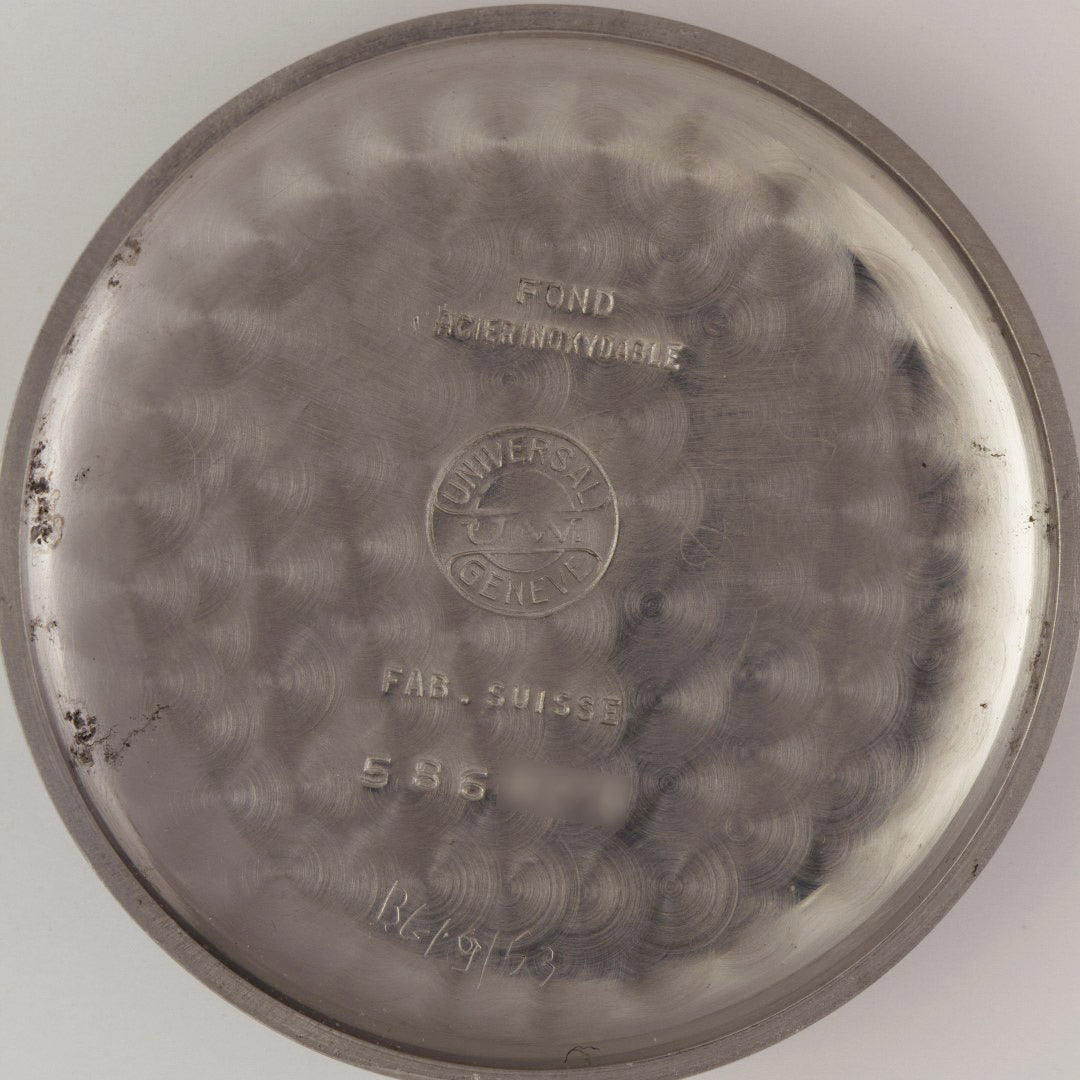 FOND
ACIER INOXYDABLE
UNIVERSAL
U.W.
GENEVE
FAB. SUISSE
586